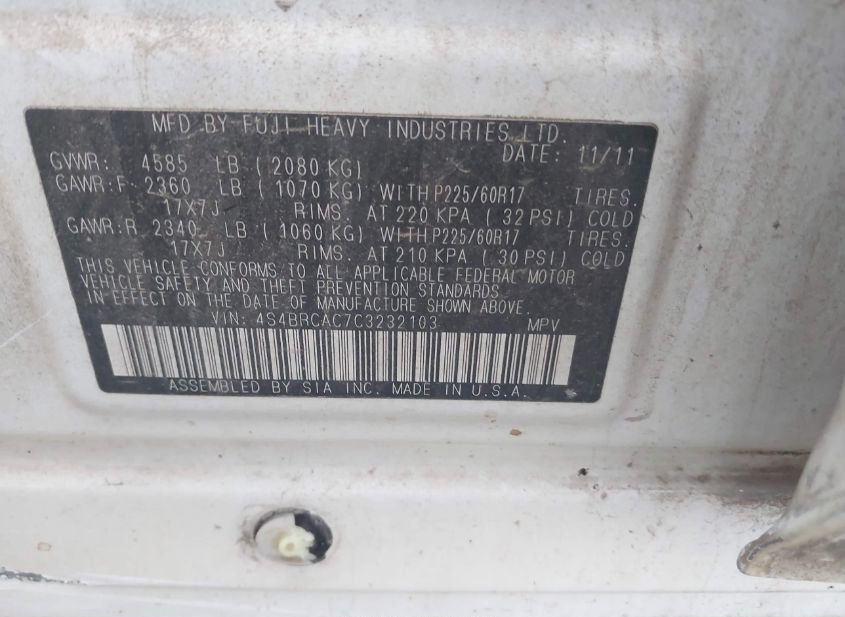 MFD BY FUJI HEAVY INDUSTRIES LTD.
DATE: 11/11
GVWR: 4585 LB ( 2080 KG)
GAWR:F 2360 LB ( 1070 KG) WITH P225/60R17 TIRES.
17X7J RIMS. AT 220 KPA ( 32 PSI) COLD
GAWR:R 2340 LB ( 1060 KG) WITH P225/60R17 TIRES.
17X7J RIMS. AT 210 KPA ( 30 PSI) COLD
THIS VEHICLE CONFORMS TO ALL APPLICABLE FEDERAL MOTOR
VEHICLE SAFETY AND THEFT PREVENTION STANDARDS
IN EFFECT ON THE DATE OF MANUFACTURE SHOWN ABOVE.
VIN: 4S4BRCAC7C3232103 MPV
ASSEMBLED BY SIA INC. MADE IN U.S.A.